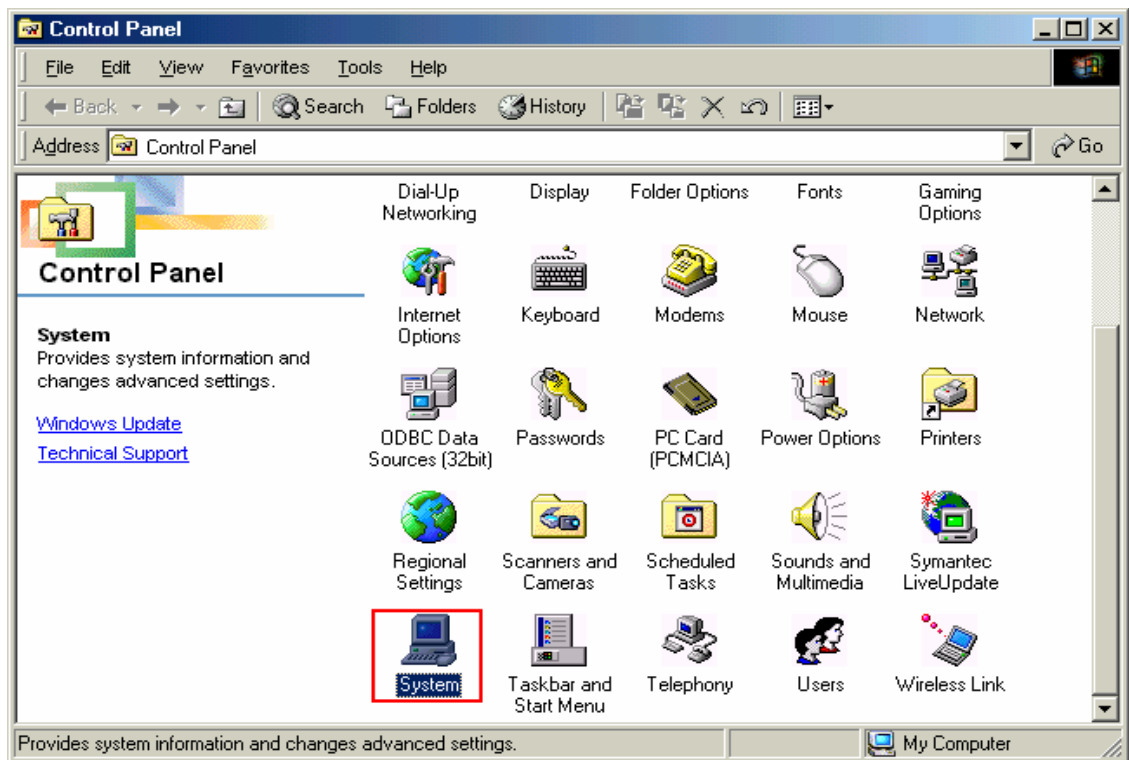 Control Panel
File Edit View Favorites Tools Help
Back Search Folders History
Address Control Panel Go
Control Panel
System
Provides system information and
changes advanced settings.
Windows Update
Technical Support
Dial-Up Display Folder Options Fonts Gaming
Networking Options
Internet Keyboard Modems Mouse Network
Options
ODBC Data Passwords PC Card Power Options Printers
Sources (32bit) (PCMCIA)
Regional Scanners and Scheduled Sounds and Symantec
Settings Cameras Tasks Multimedia LiveUpdate
System Taskbar and Telephony Users Wireless Link
Start Menu
Provides system information and changes advanced settings. My Computer